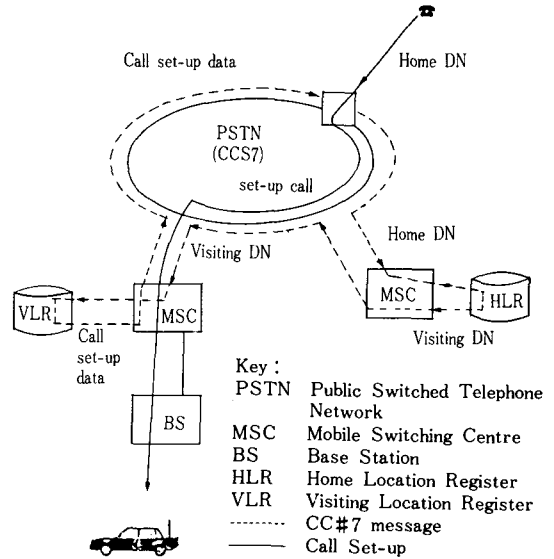 Call set-up data
Home DN
PSTN
(CCS7)
set-up call
Home DN
Visiting DN
VLR
MSC
MSC
HLR
Call
set-up
data
Visiting DN
BS
Key :
PSTN Public Switched Telephone
Network
MSC Mobile Switching Centre
BS Base Station
HLR Home Location Register
VLR Visiting Location Register
------- CC#7 message
——— Call Set-up